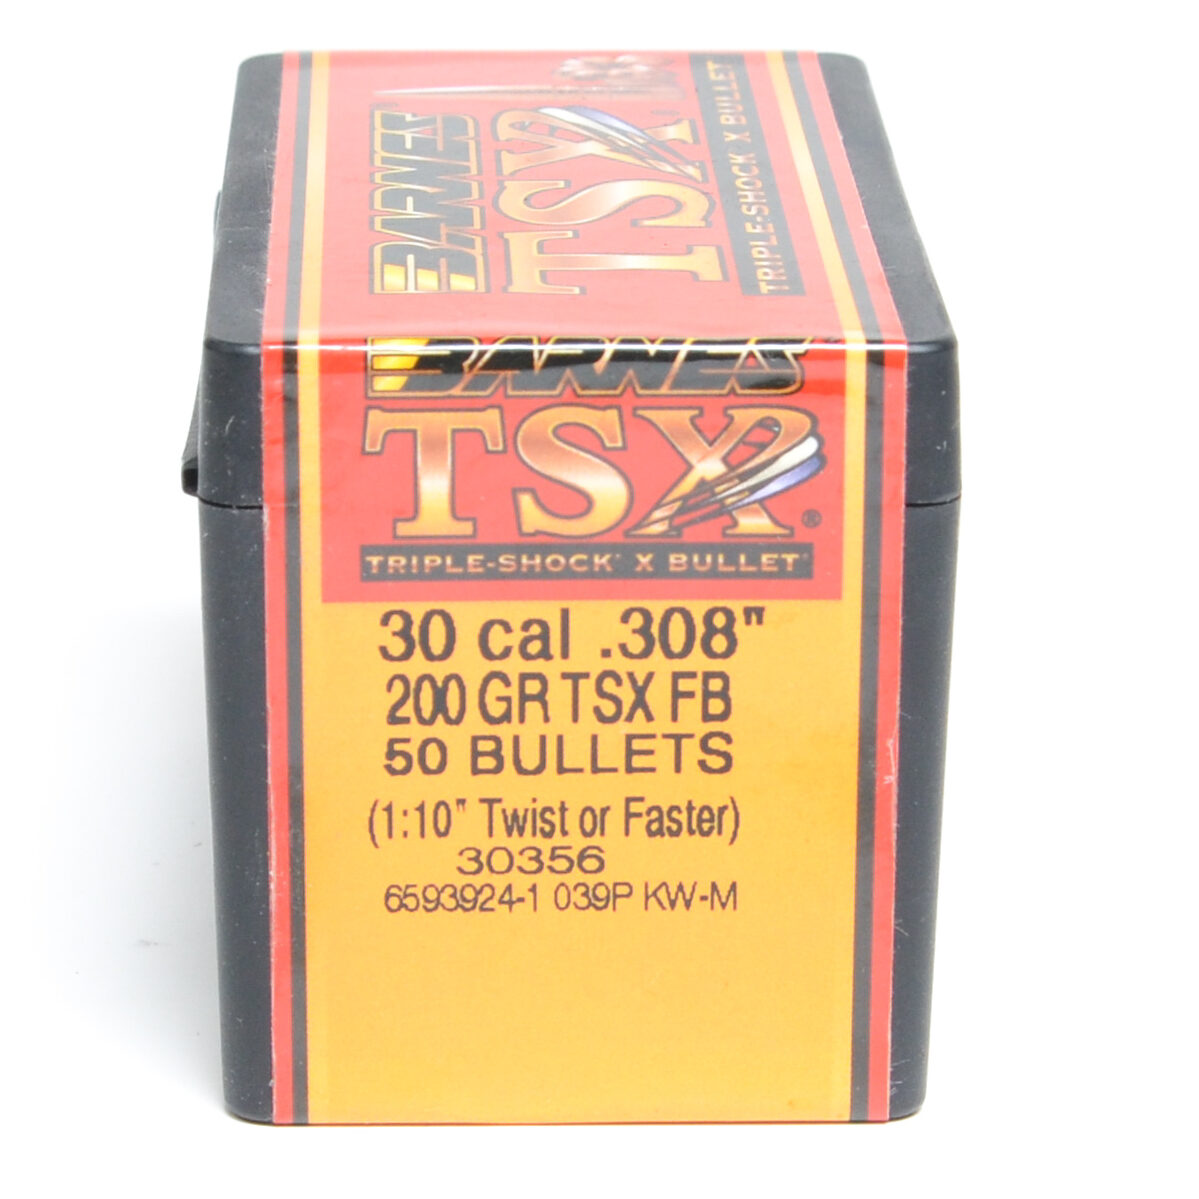 BARNES®
TSX®
TRIPLE-SHOCK X BULLET
BARNES
TSX®
TRIPLE-SHOCK® X BULLET®
30 cal .308"
200 GR TSX FB
50 BULLETS
(1:10" Twist or Faster)
30356
6593924-1 039P KW-M